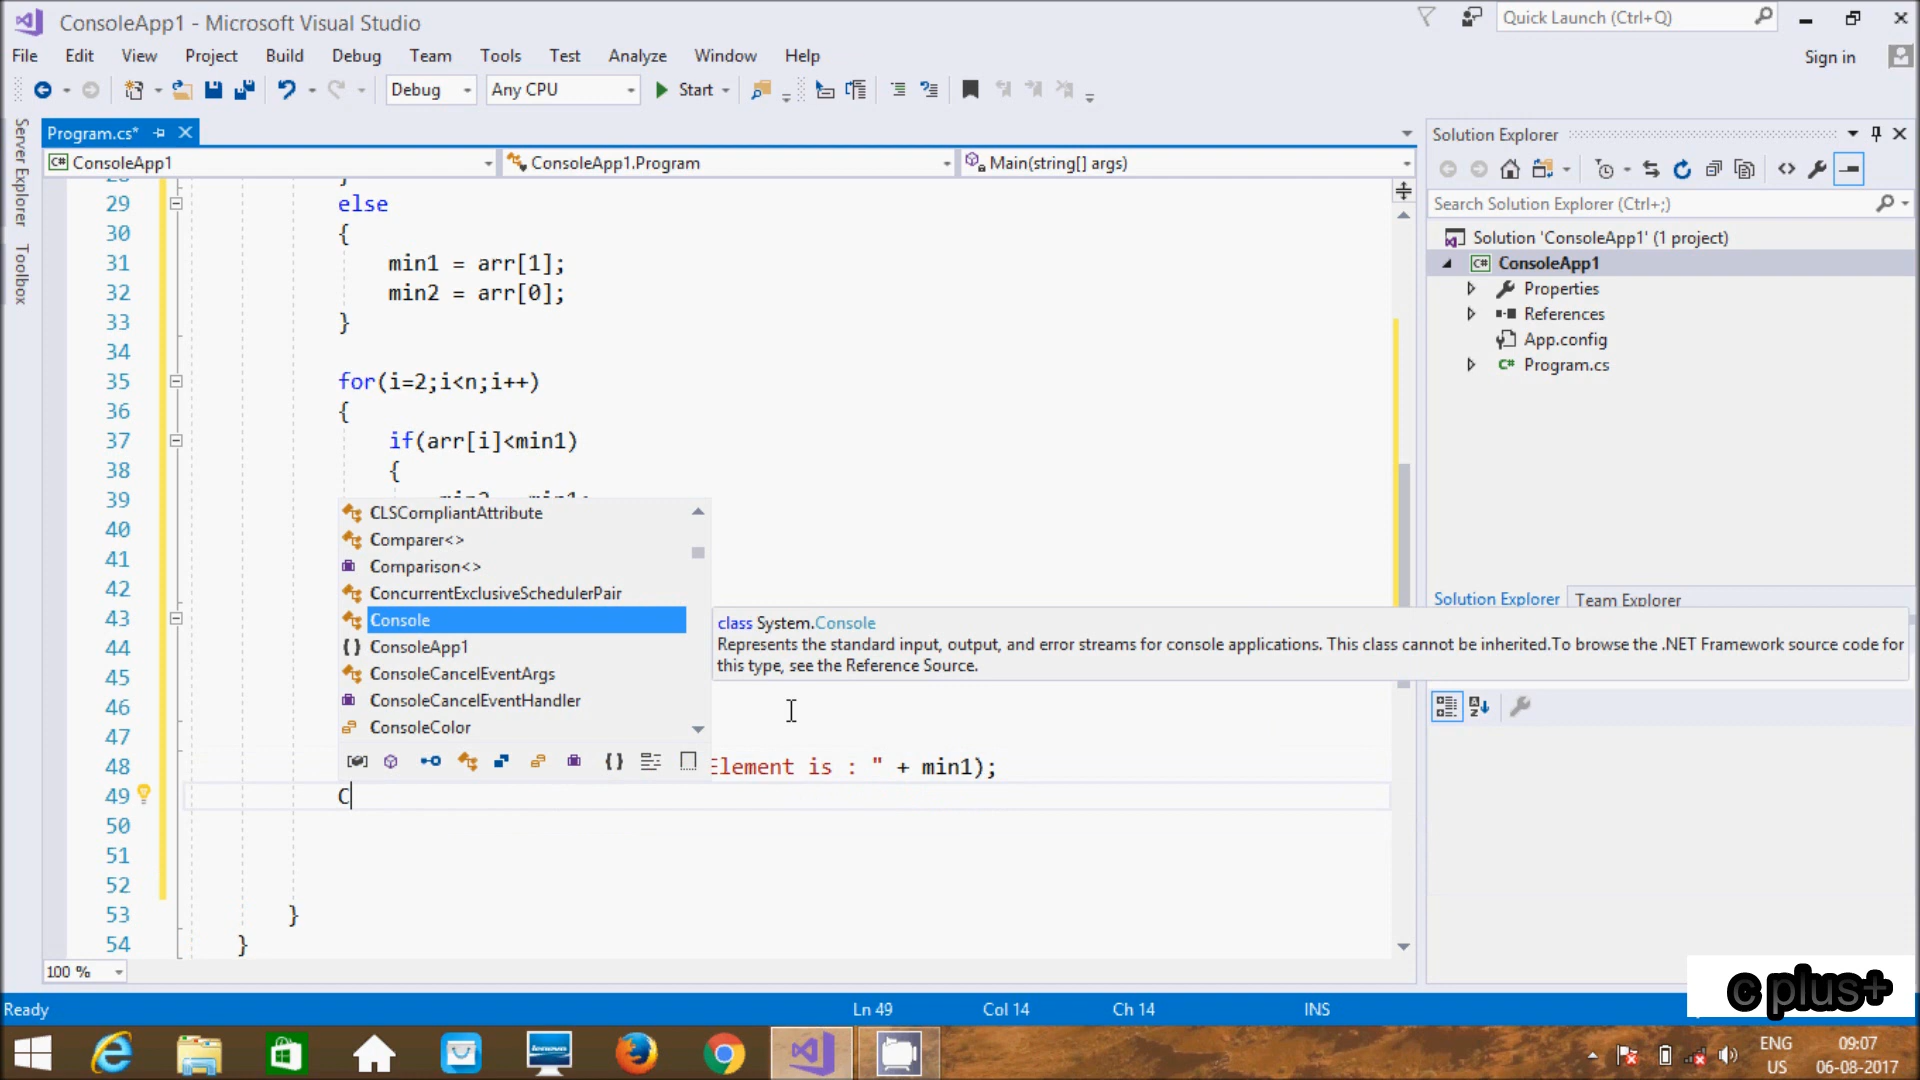 ConsoleApp1 - Microsoft Visual Studio
Quick Launch (Ctrl+Q)
File Edit View Project Build Debug Team Tools Test Analyze Window Help
Sign in
Debug Any CPU Start
Server Explorer
Toolbox
Program.cs*
ConsoleApp1 ConsoleApp1.Program Main(string[] args)
29 else
30 {
31 min1 = arr[1];
32 min2 = arr[0];
33 }
34
35 for(i=2;i<n;i++)
36 {
37 if(arr[i]<min1)
38 {
39
40
41
42
43
44
45
46
47
48 Element is : " + min1);
49 C
50
51
52
53 }
54 }
CLSCompliantAttribute
Comparer<>
Comparison<>
ConcurrentExclusiveSchedulerPair
Console
ConsoleApp1
ConsoleCancelEventArgs
ConsoleCancelEventHandler
ConsoleColor
class System.Console
Represents the standard input, output, and error streams for console applications. This class cannot be inherited.To browse the .NET Framework source code for
this type, see the Reference Source.
Solution Explorer
Search Solution Explorer (Ctrl+;)
Solution 'ConsoleApp1' (1 project)
ConsoleApp1
Properties
References
App.config
Program.cs
Solution Explorer Team Explorer
100 %
Ready Ln 49 Col 14 Ch 14 INS
c plus+
ENG
US
09:07
06-08-2017